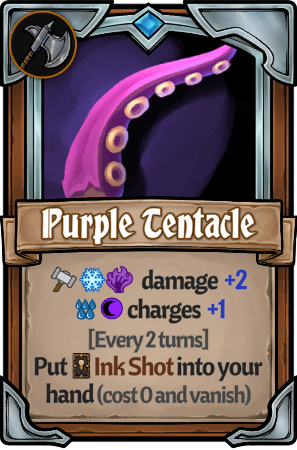 Purple Tentacle
damage +2
charges +1
[Every 2 turns]
Put Ink Shot into your
hand (cost 0 and vanish)